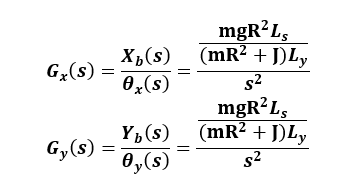 G_x(s) = X_b(s)/θ_x(s) = (mgR²L_s/((mR² + J)L_y))/s²
G_y(s) = Y_b(s)/θ_y(s) = (mgR²L_s/((mR² + J)L_y))/s²